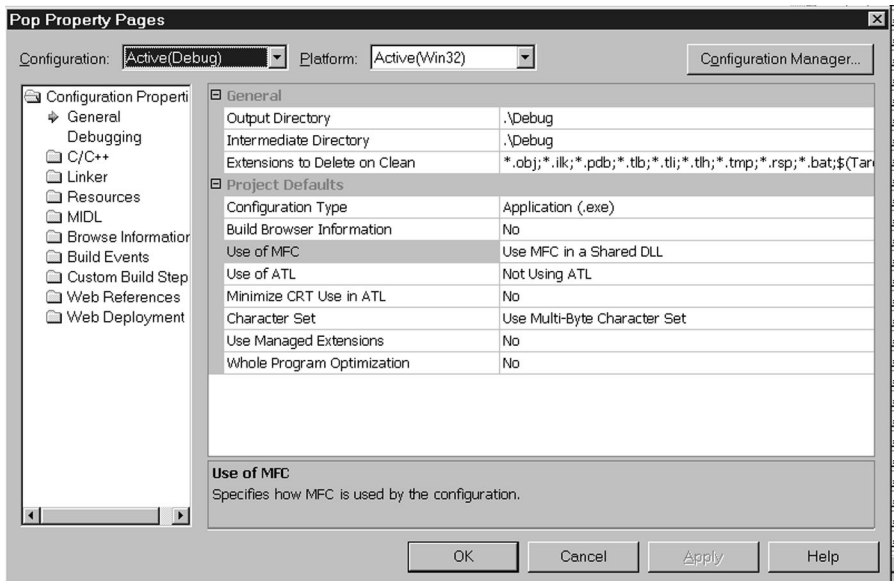 Pop Property Pages
Configuration: Active(Debug) Platform: Active(Win32) Configuration Manager...
Configuration Properti
General
Debugging
C/C++
Linker
Resources
MIDL
Browse Information
Build Events
Custom Build Step
Web References
Web Deployment
General
Output Directory .\Debug
Intermediate Directory .\Debug
Extensions to Delete on Clean *.obj;*.ilk;*.pdb;*.tlb;*.tli;*.tlh;*.tmp;*.rsp;*.bat;$(Tar
Project Defaults
Configuration Type Application (.exe)
Build Browser Information No
Use of MFC Use MFC in a Shared DLL
Use of ATL Not Using ATL
Minimize CRT Use in ATL No
Character Set Use Multi-Byte Character Set
Use Managed Extensions No
Whole Program Optimization No
Use of MFC
Specifies how MFC is used by the configuration.
OK Cancel Apply Help